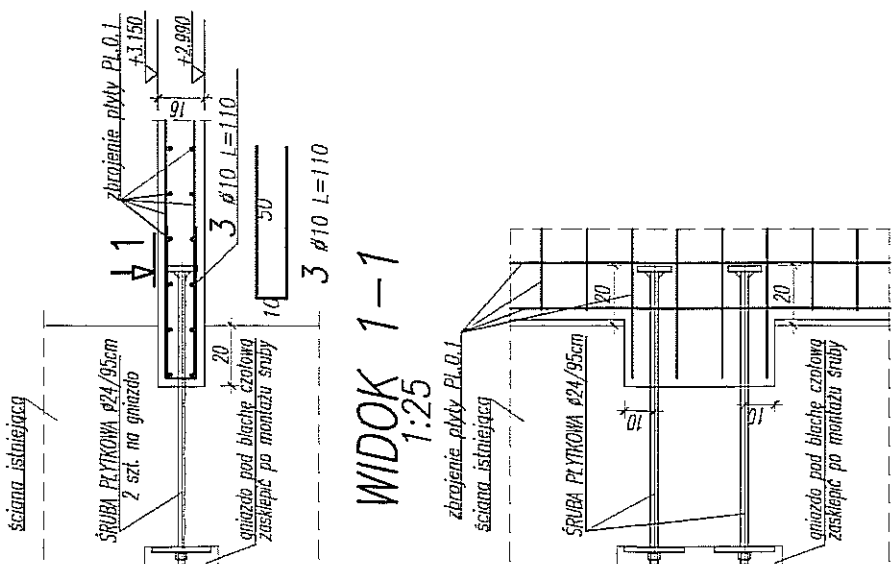 zbrojenie płyty PL.0.1
+3.150
+2.990
16
1
3 ø10 L=110
50
10
3 ø10 L=110
20
ściana istniejąca
ŚRUBA PŁYTKOWA ø24/95cm
2 szt. na gniazdo
gniazdo pod blachę czołową
zasklepić po montażu śruby
WIDOK 1-1
1:25
zbrojenie płyty PL.0.1
ściana istniejąca
20
20
ŚRUBA PŁYTKOWA ø24/95cm
10
10
gniazdo pod blachę czołową
zasklepić po montażu śruby